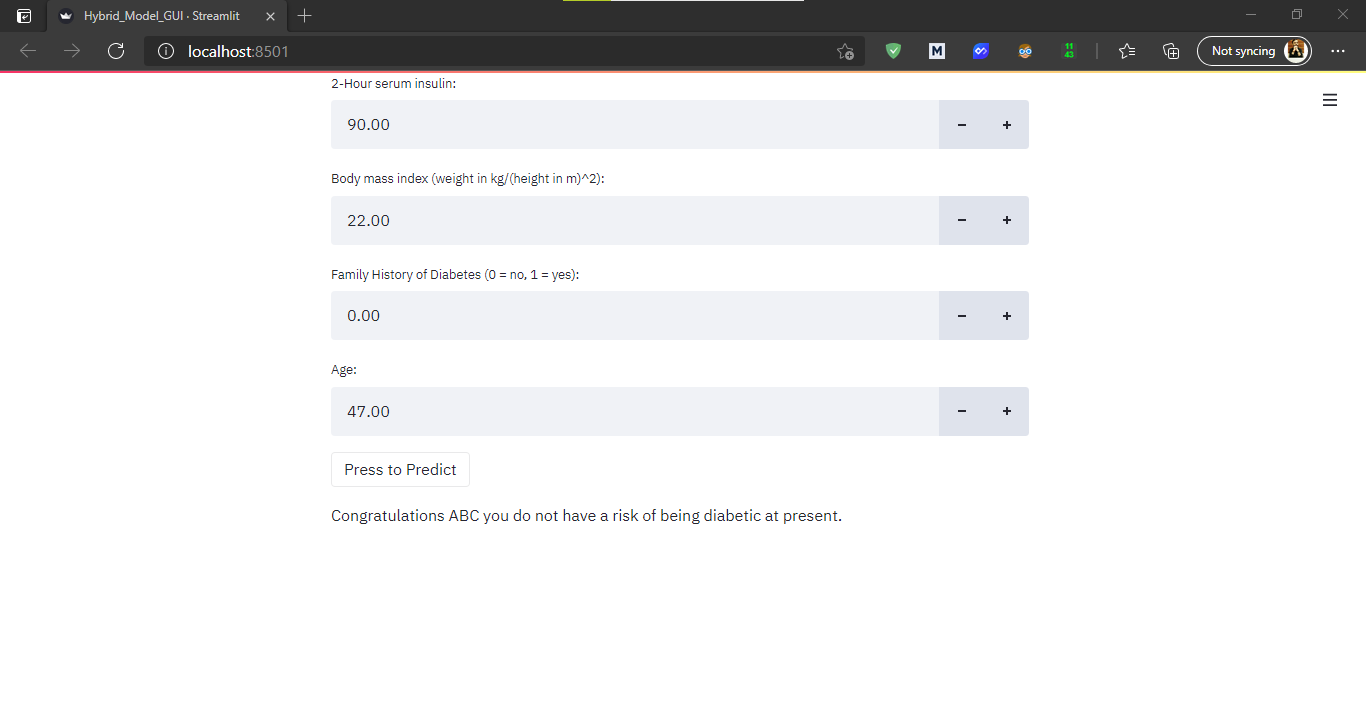 Hybrid_Model_GUI · Streamlit
localhost:8501
M
11
43
Not syncing
2-Hour serum insulin:
90.00
Body mass index (weight in kg/(height in m)^2):
22.00
Family History of Diabetes (0 = no, 1 = yes):
0.00
Age:
47.00
Press to Predict
Congratulations ABC you do not have a risk of being diabetic at present.